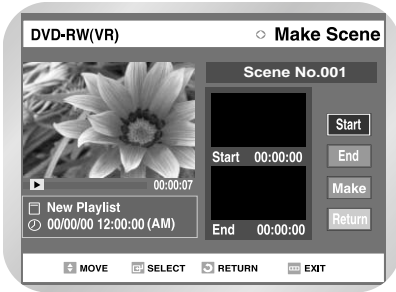 DVD-RW(VR) Make Scene
Scene No.001
00:00:07
New Playlist
00/00/00 12:00:00 (AM)
Start 00:00:00
End 00:00:00
Start
End
Make
Return
MOVE SELECT RETURN EXIT